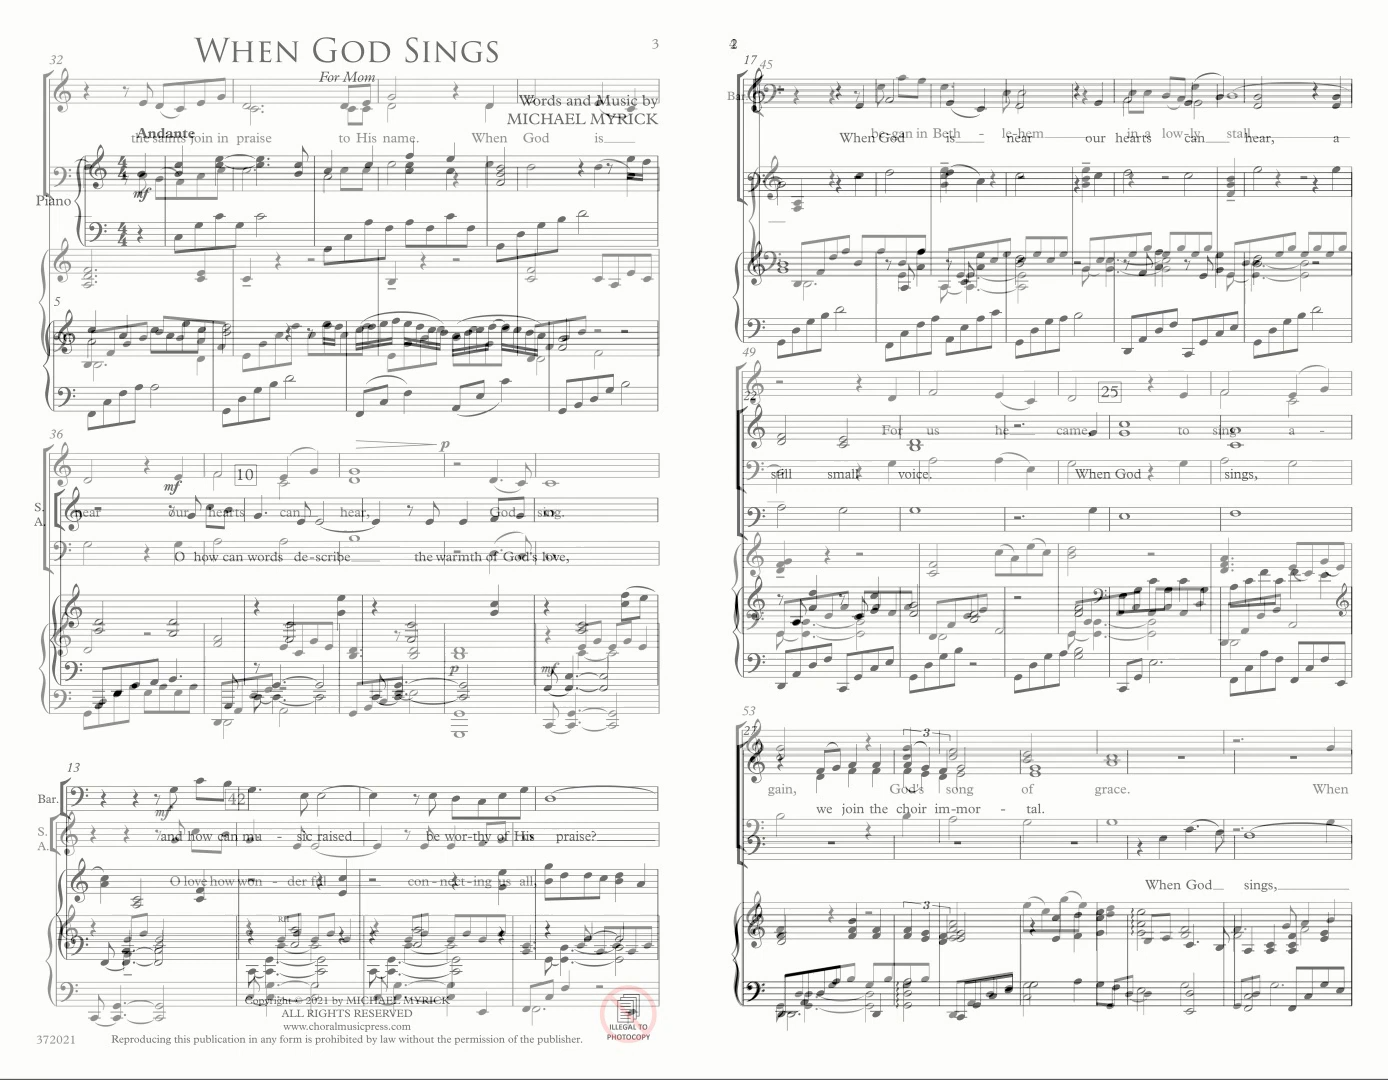 WHEN GOD SINGS
3
For Mom
32
Words and Music by
MICHAEL MYRICK
Andante
the saints join in praise to His name. When God is
mf
Piano
5
36
p
mf
10
S.
A.
near our hearts can hear, God sing.
O how can words de-scribe the warmth of God's love,
p
mf
13
Bar.
42
mf
S.
A.
and how can mu - sic raised be wor-thy of His praise?
O love how won - der ful con-nect-ing us all,
RH
Copyright © 2021 by MICHAEL MYRICK
ALL RIGHTS RESERVED
www.choralmusicpress.com
372021
Reproducing this publication in any form is prohibited by law without the permission of the publisher.
ILLEGAL TO
PHOTOCOPY
17
45
Bar.
be-gan in Beth - le-hem in a low-ly stall.
When God is near our hearts can hear, a
49
25
For us he came to sing a -
still small voice. When God sings,
53
27
3
gain, God's song of grace. When
we join the choir im-mor - tal.
When God sings,
3